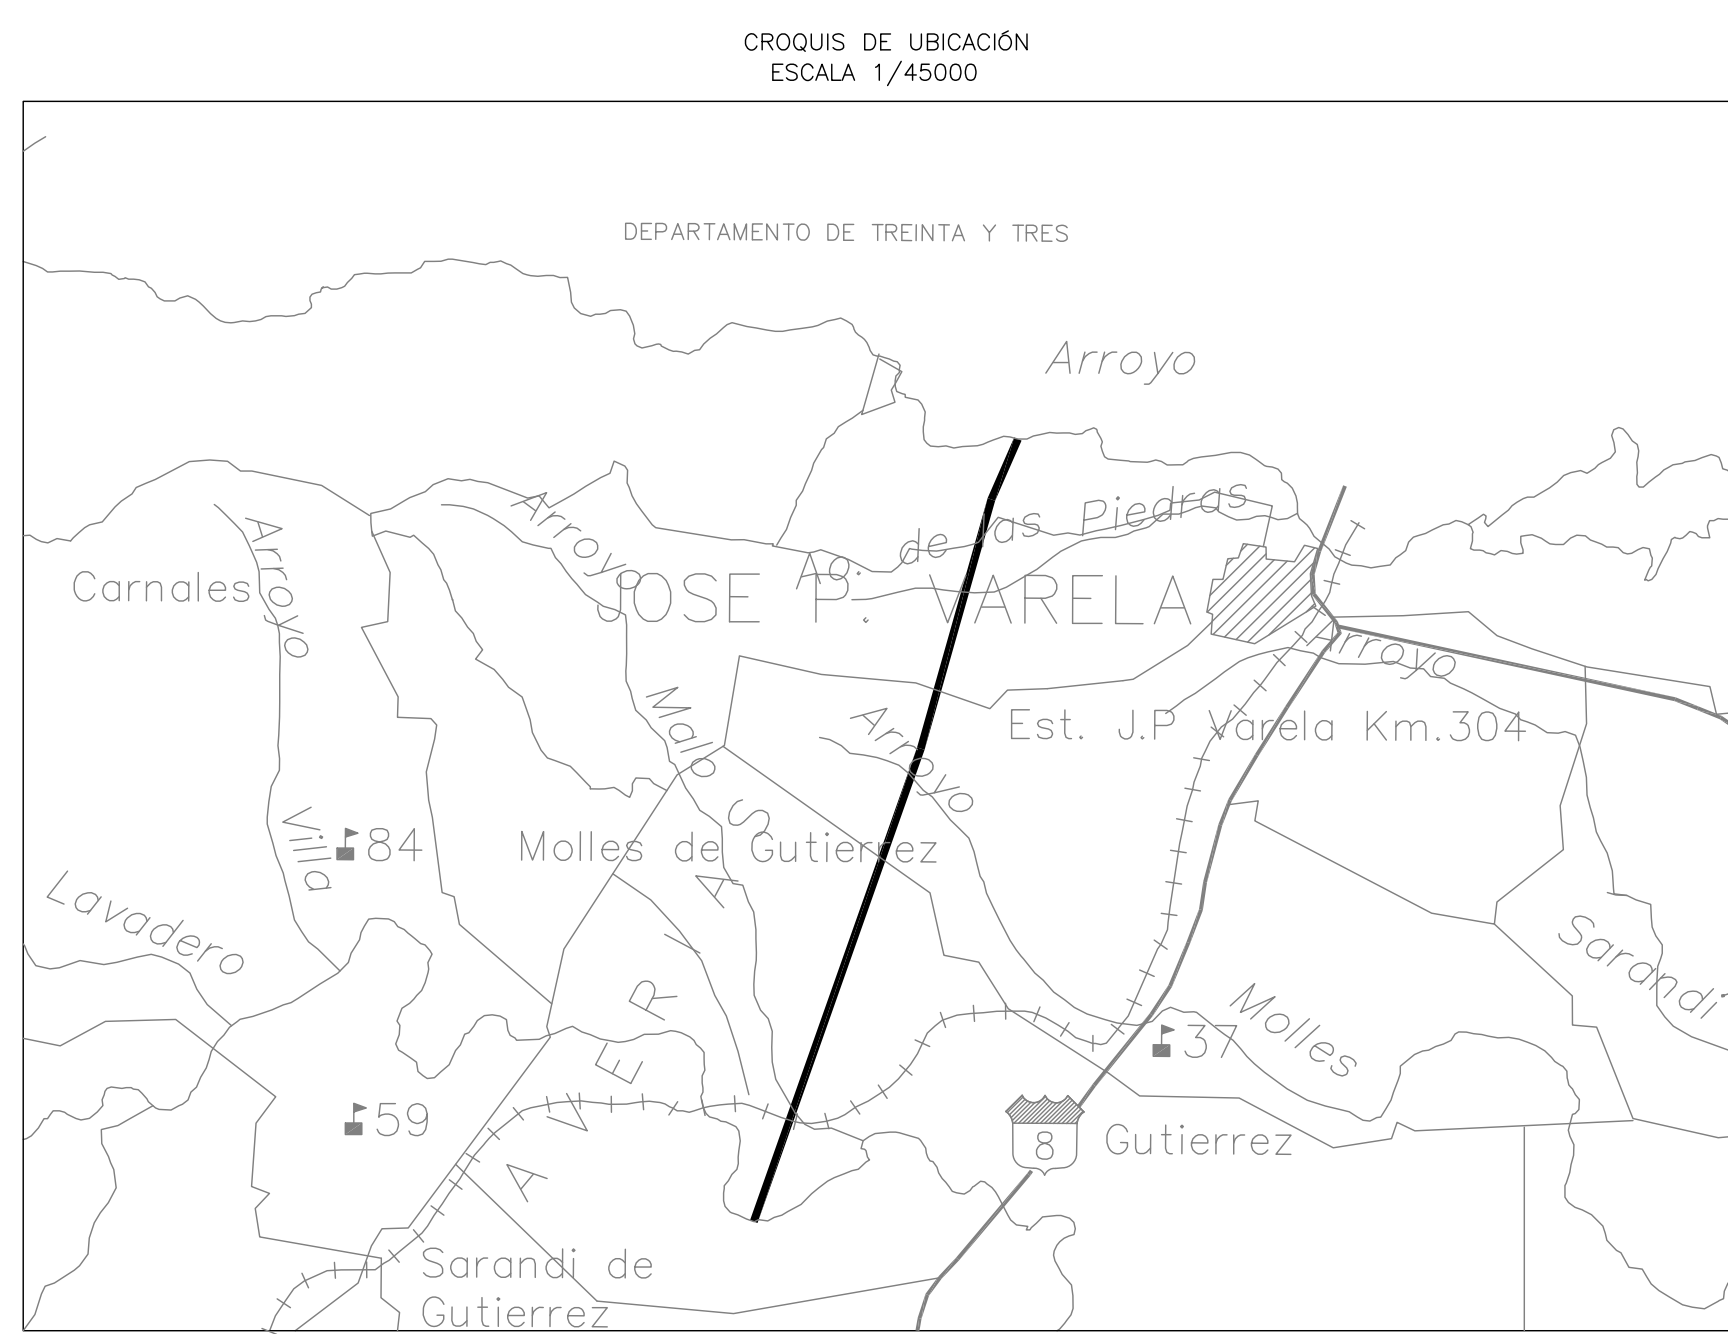 CROQUIS DE UBICACIÓN
ESCALA 1/45000
DEPARTAMENTO DE TREINTA Y TRES
Arroyo
Arroyo
Arroyo
Ao. de las Piedras
Carnales
JOSE P. VARELA
Arroyo
Malo
Arroyo
Est. J.P Varela Km.304
Villa
84
Molles de Gutierrez
AVERIAS
Lavadero
Sarandí
Molles
37
59
8
Gutierrez
Sarandi de
Gutierrez